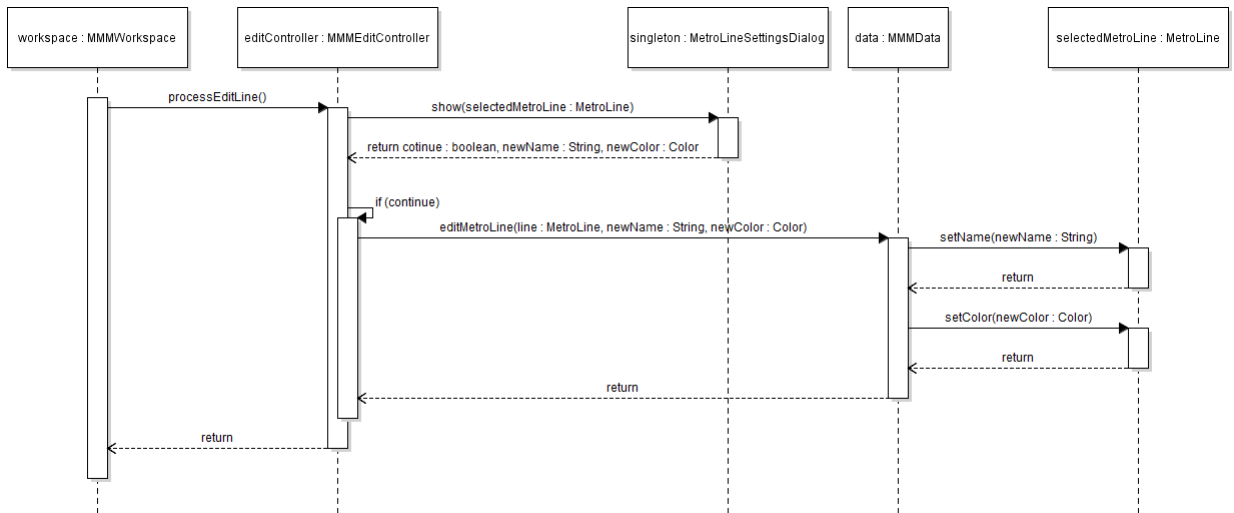 workspace : MMMWorkspace
editController : MMMEditController
singleton : MetroLineSettingsDialog
data : MMMData
selectedMetroLine : MetroLine
processEditLine()
show(selectedMetroLine : MetroLine)
return cotinue : boolean, newName : String, newColor : Color
if (continue)
editMetroLine(line : MetroLine, newName : String, newColor : Color)
setName(newName : String)
return
setColor(newColor : Color)
return
return
return